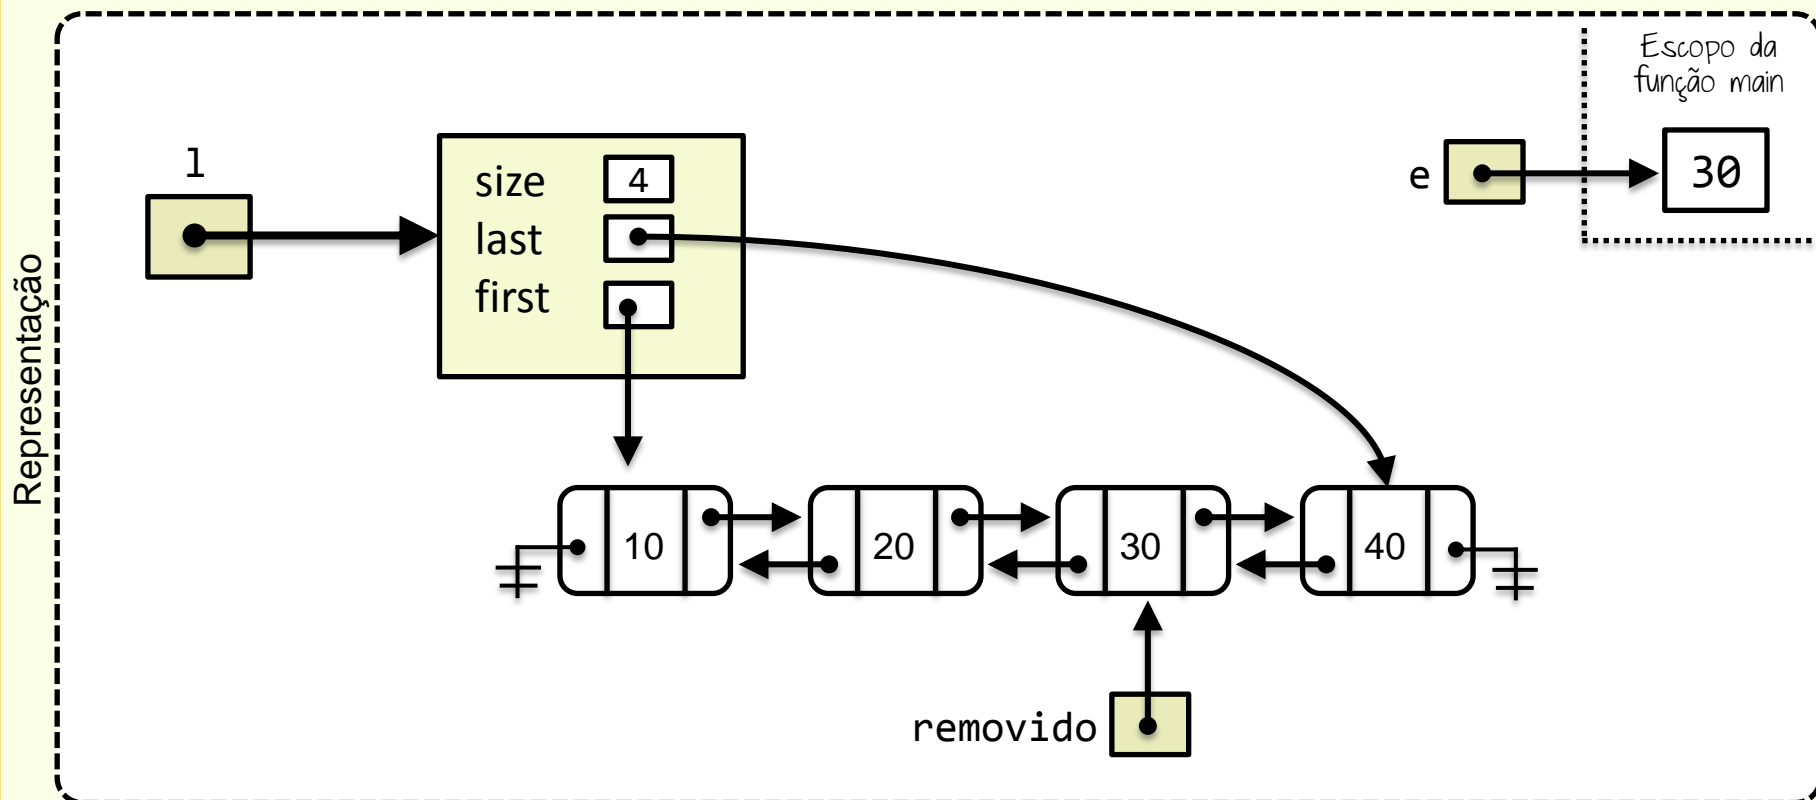 Representação
Escopo da
função main
l
size 4
last
first
e
30
10
20
30
40
removido